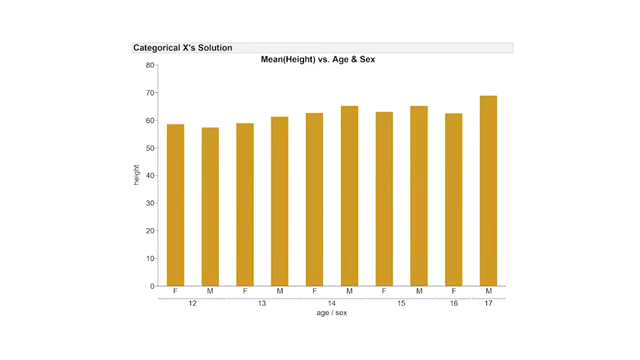 Categorical X's Solution
Mean(Height) vs. Age & Sex
80
70
60
50
40
30
20
10
0
height
F M F M F M F M F M
12 13 14 15 16 17
age / sex